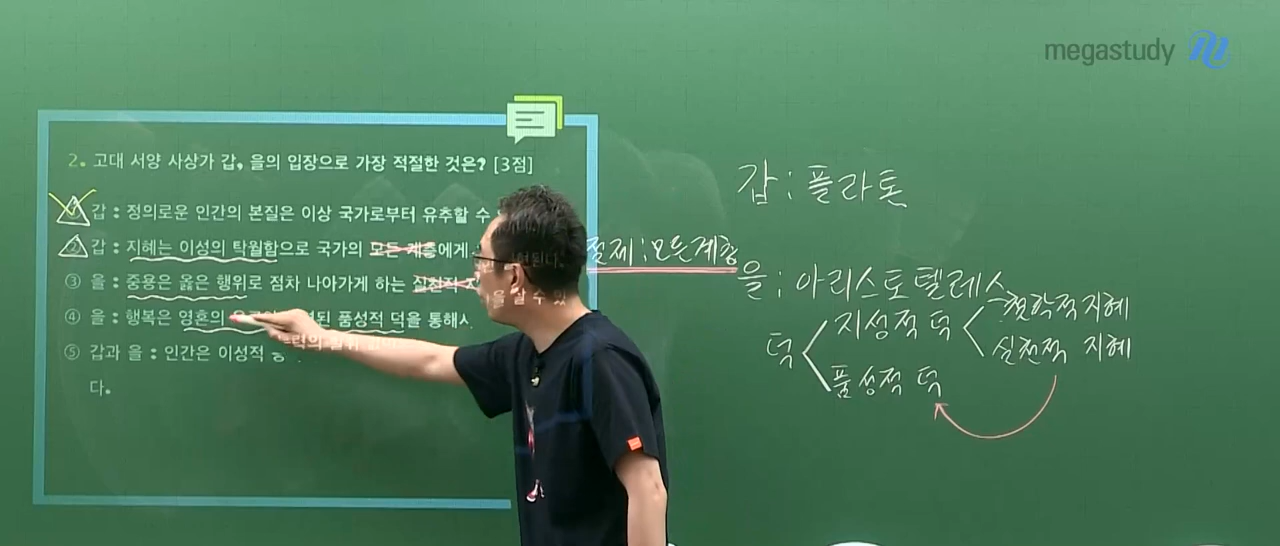 megastudy
2. 고대 서양 사상가 갑, 을의 입장으로 가장 적절한 것은? [3점]
갑 : 정의로운 인간의 본질은 이상 국가로부터 유추할 수
② 갑 : 지혜는 이성의 탁월함으로 국가의 모든 계층에게
③ 을 : 중용은 옳은 행위로 점차 나아가게 하는 실천적
을 알 수 있
④ 을 : 행복은 영혼의 된 품성적 덕을 통해서
⑤ 갑과 을 : 인간은 이성적
다.
절제 : 모든계층
갑 : 플라톤
을 : 아리스토텔레스
덕
지성적 덕
철학적지혜
실천적 지혜
품성적 덕